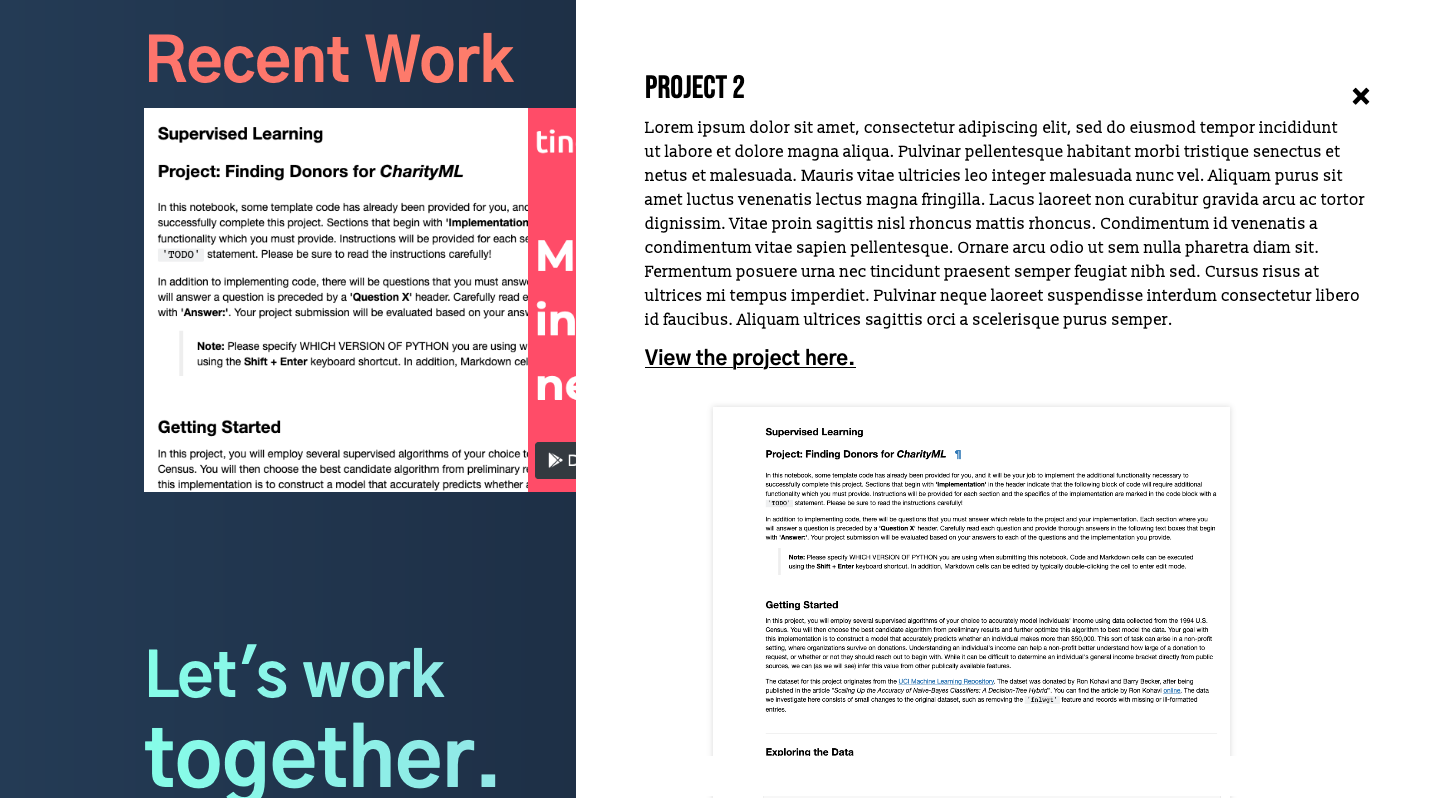 Recent Work
Supervised Learning
Project: Finding Donors for CharityML
In this notebook, some template code has already been provided for you, and
successfully complete this project. Sections that begin with 'Implementation
functionality which you must provide. Instructions will be provided for each se
'TODO' statement. Please be sure to read the instructions carefully!
In addition to implementing code, there will be questions that you must answ
will answer a question is preceded by a 'Question X' header. Carefully read e
with 'Answer:'. Your project submission will be evaluated based on your answ
Note: Please specify WHICH VERSION OF PYTHON you are using w
using the Shift + Enter keyboard shortcut. In addition, Markdown cel
Getting Started
In this project, you will employ several supervised algorithms of your choice t
Census. You will then choose the best candidate algorithm from preliminary r
this implementation is to construct a model that accurately predicts whether a
tin
M
in
ne
D
Let's work
together.
PROJECT 2
Lorem ipsum dolor sit amet, consectetur adipiscing elit, sed do eiusmod tempor incididunt
ut labore et dolore magna aliqua. Pulvinar pellentesque habitant morbi tristique senectus et
netus et malesuada. Mauris vitae ultricies leo integer malesuada nunc vel. Aliquam purus sit
amet luctus venenatis lectus magna fringilla. Lacus laoreet non curabitur gravida arcu ac tortor
dignissim. Vitae proin sagittis nisl rhoncus mattis rhoncus. Condimentum id venenatis a
condimentum vitae sapien pellentesque. Ornare arcu odio ut sem nulla pharetra diam sit.
Fermentum posuere urna nec tincidunt praesent semper feugiat nibh sed. Cursus risus at
ultrices mi tempus imperdiet. Pulvinar neque laoreet suspendisse interdum consectetur libero
id faucibus. Aliquam ultrices sagittis orci a scelerisque purus semper.
View the project here.
Supervised Learning
Project: Finding Donors for CharityML ¶
In this notebook, some template code has already been provided for you, and it will be your job to implement the additional functionality necessary to
successfully complete this project. Sections that begin with 'Implementation' in the header indicate that the following block of code will require additional
functionality which you must provide. Instructions will be provided for each section and the specifics of the implementation are marked in the code block with a
'TODO' statement. Please be sure to read the instructions carefully!
In addition to implementing code, there will be questions that you must answer which relate to the project and your implementation. Each section where you
will answer a question is preceded by a 'Question X' header. Carefully read each question and provide thorough answers in the following text boxes that begin
with 'Answer:'. Your project submission will be evaluated based on your answers to each of the questions and the implementation you provide.
Note: Please specify WHICH VERSION OF PYTHON you are using when submitting this notebook. Code and Markdown cells can be executed
using the Shift + Enter keyboard shortcut. In addition, Markdown cells can be edited by typically double-clicking the cell to enter edit mode.
Getting Started
In this project, you will employ several supervised algorithms of your choice to accurately model individuals' income using data collected from the 1994 U.S.
Census. You will then choose the best candidate algorithm from preliminary results and further optimize this algorithm to best model the data. Your goal with
this implementation is to construct a model that accurately predicts whether an individual makes more than $50,000. This sort of task can arise in a non-profit
setting, where organizations survive on donations. Understanding an individual's income can help a non-profit better understand how large of a donation to
request, or whether or not they should reach out to begin with. While it can be difficult to determine an individual's general income bracket directly from public
sources, we can (as we will see) infer this value from other publically available features.
The dataset for this project originates from the UCI Machine Learning Repository. The datset was donated by Ron Kohavi and Barry Becker, after being
published in the article "Scaling Up the Accuracy of Naive-Bayes Classifiers: A Decision-Tree Hybrid". You can find the article by Ron Kohavi online. The data
we investigate here consists of small changes to the original dataset, such as removing the 'fnlwgt' feature and records with missing or ill-formatted
entries.
Exploring the Data